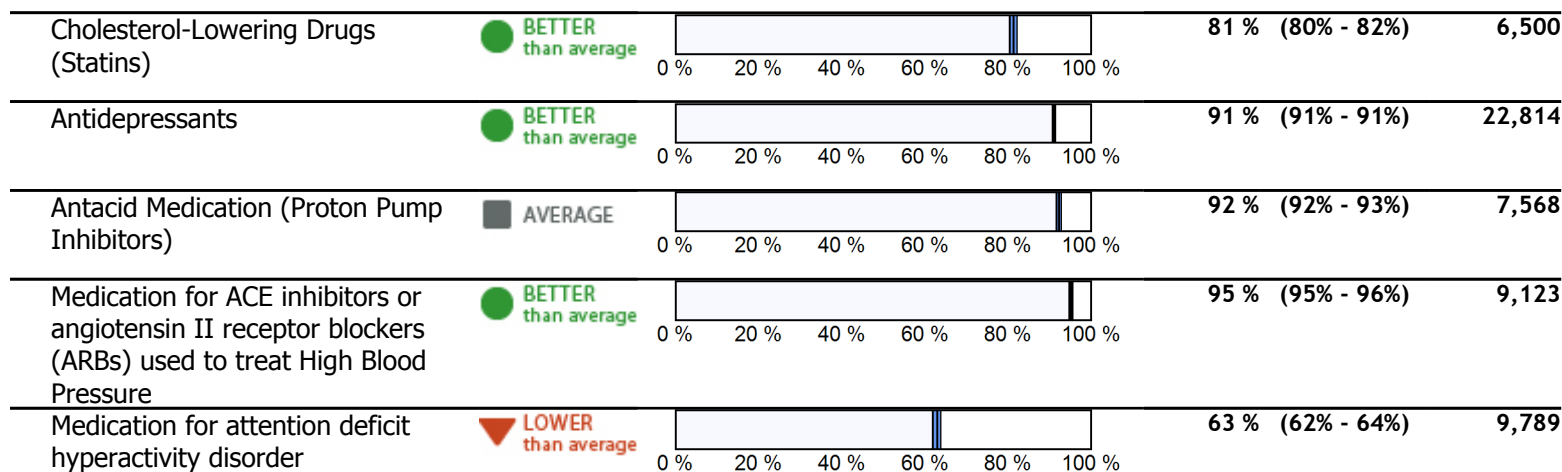 Cholesterol-Lowering Drugs
(Statins)
BETTER
than average
0 % 20 % 40 % 60 % 80 % 100 %
81 % (80% - 82%) 6,500
Antidepressants
BETTER
than average
0 % 20 % 40 % 60 % 80 % 100 %
91 % (91% - 91%) 22,814
Antacid Medication (Proton Pump
Inhibitors)
AVERAGE
0 % 20 % 40 % 60 % 80 % 100 %
92 % (92% - 93%) 7,568
Medication for ACE inhibitors or
angiotensin II receptor blockers
(ARBs) used to treat High Blood
Pressure
BETTER
than average
0 % 20 % 40 % 60 % 80 % 100 %
95 % (95% - 96%) 9,123
Medication for attention deficit
hyperactivity disorder
LOWER
than average
0 % 20 % 40 % 60 % 80 % 100 %
63 % (62% - 64%) 9,789